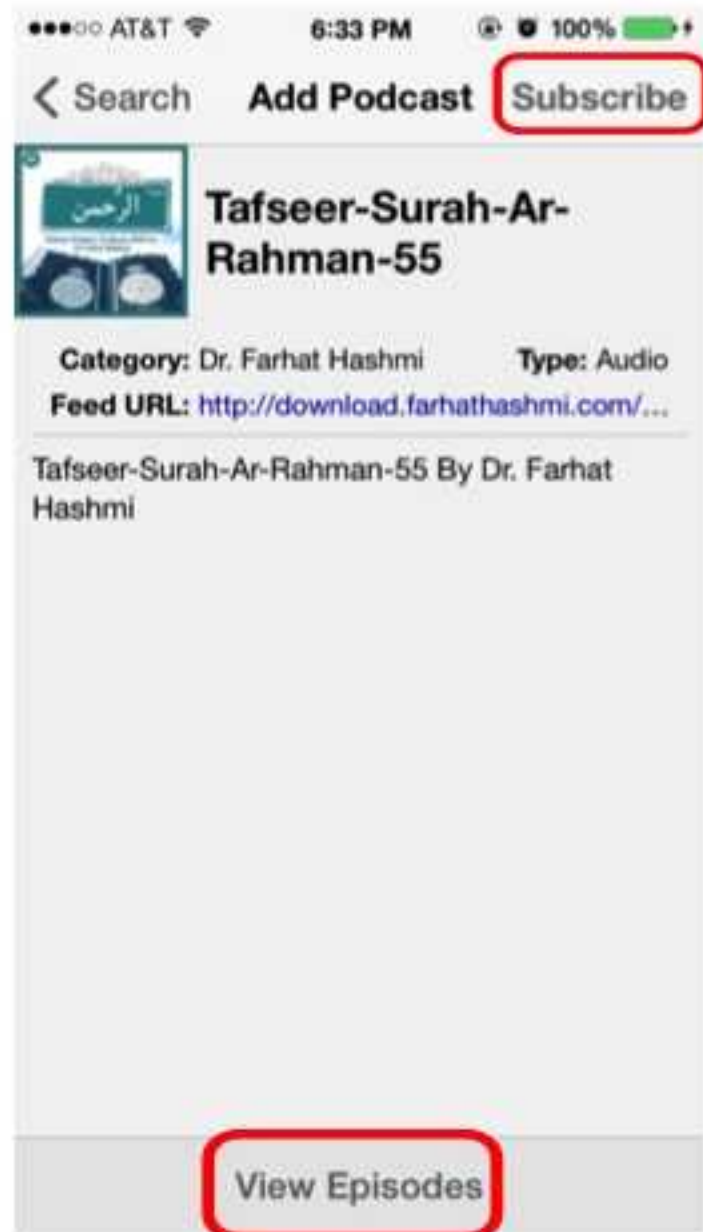 AT&T 6:33 PM 100%
Search Add Podcast Subscribe
الرحمن
Tafseer-Surah-Ar-
Rahman-55
Category: Dr. Farhat Hashmi Type: Audio
Feed URL: http://download.farhathashmi.com/...
Tafseer-Surah-Ar-Rahman-55 By Dr. Farhat
Hashmi
View Episodes